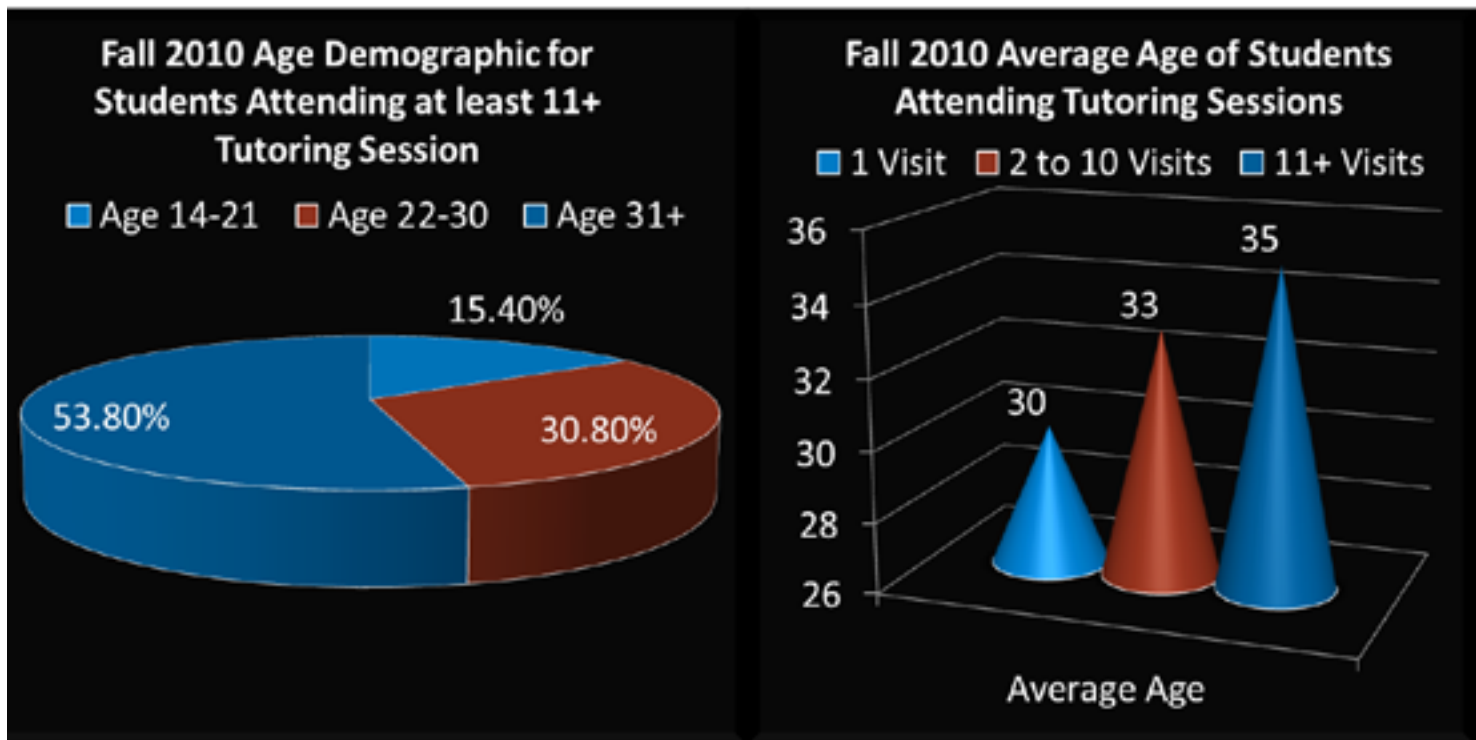 Fall 2010 Age Demographic for
Students Attending at least 11+
Tutoring Session
Age 14-21 Age 22-30 Age 31+
15.40%
53.80%
30.80%
Fall 2010 Average Age of Students
Attending Tutoring Sessions
1 Visit 2 to 10 Visits 11+ Visits
36
35
34
33
32
30
30
28
26
Average Age